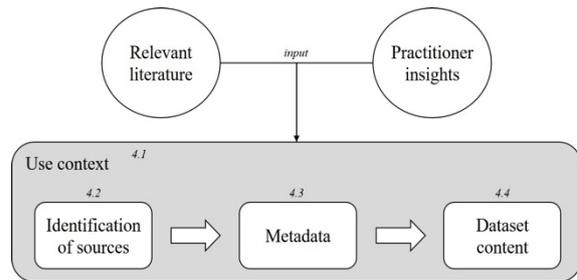 Relevant
literature
input
Practitioner
insights
Use context
4.1
4.2
Identification
of sources
4.3
Metadata
4.4
Dataset
content